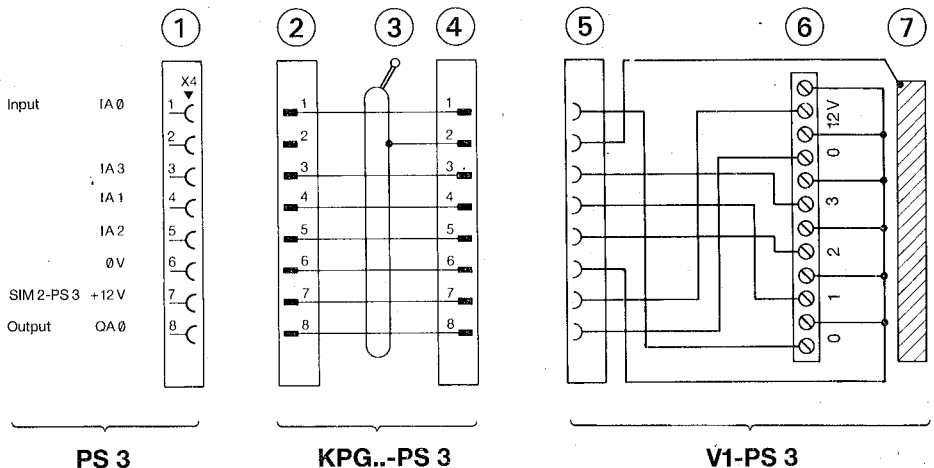 1 2 3 4 5 6 7
X4
Input IA Ø 1
2
IA 3 3
IA 1 4
IA 2 5
Ø V 6
SIM 2-PS 3 +12 V 7
Output QA Ø 8
1 1
2 2
3 3
4 4
5 5
6 6
7 7
8 8
12 V
0
3
2
1
0
PS 3 KPG..-PS 3 V1-PS 3